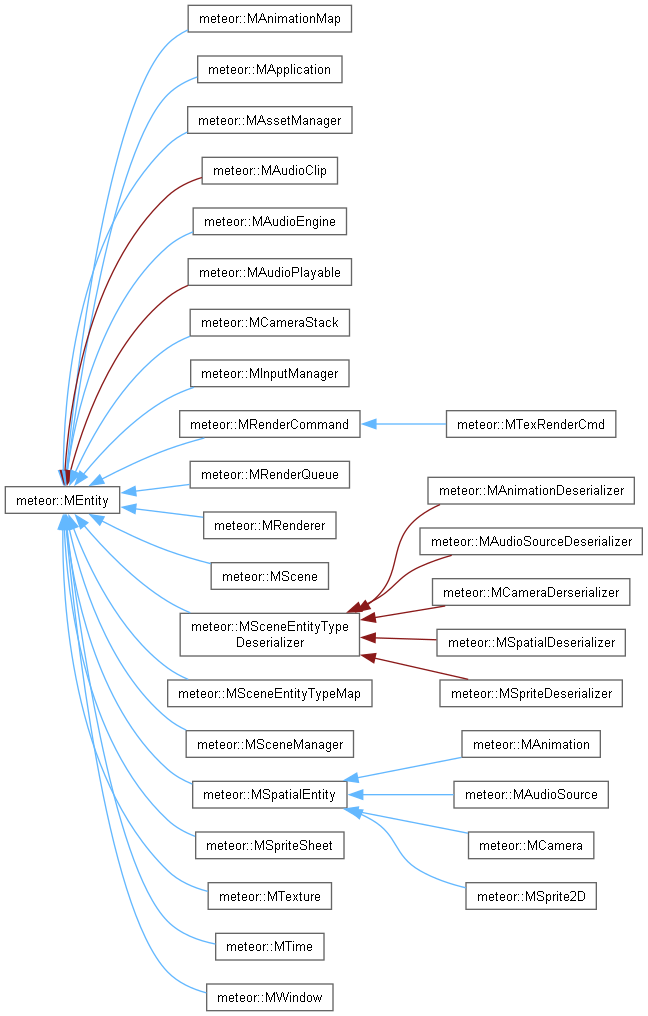 meteor::MAnimationMap
meteor::MApplication
meteor::MAssetManager
meteor::MAudioClip
meteor::MAudioEngine
meteor::MAudioPlayable
meteor::MCameraStack
meteor::MInputManager
meteor::MRenderCommand
meteor::MTexRenderCmd
meteor::MRenderQueue
meteor::MEntity
meteor::MAnimationDeserializer
meteor::MRenderer
meteor::MAudioSourceDeserializer
meteor::MScene
meteor::MCameraDerserializer
meteor::MSceneEntityType
Deserializer
meteor::MSpatialDeserializer
meteor::MSceneEntityTypeMap
meteor::MSpriteDeserializer
meteor::MSceneManager
meteor::MAnimation
meteor::MSpatialEntity
meteor::MAudioSource
meteor::MSpriteSheet
meteor::MCamera
meteor::MTexture
meteor::MSprite2D
meteor::MTime
meteor::MWindow